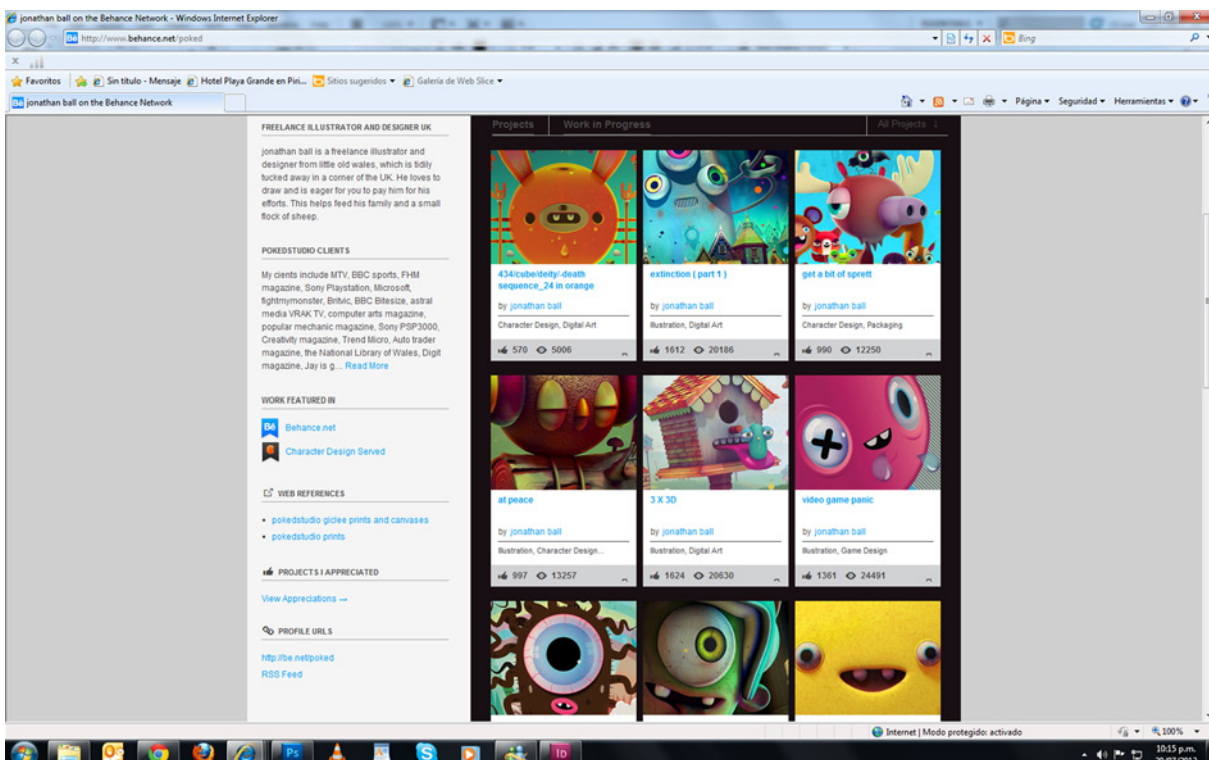 jonathan ball on the Behance Network - Windows Internet Explorer
http://www.behance.net/poked
Bing
Favoritos
Sin título - Mensaje
Hotel Playa Grande en Piri...
Sitios sugeridos
Galería de Web Slice
jonathan ball on the Behance Network
Página
Seguridad
Herramientas
FREELANCE ILLUSTRATOR AND DESIGNER UK
jonathan ball is a freelance illustrator and
designer from little old wales, which is tidily
tucked away in a corner of the UK. He loves to
draw and is eager for you to pay him for his
efforts. This helps feed his family and a small
flock of sheep.
POKEDSTUDIO CLIENTS
My cients include MTV, BBC sports, FHM
magazine, Sony Playstation, Microsoft,
fightmymonster, Britvic, BBC Bitesize, astral
media VRAK TV, computer arts magazine,
popular mechanic magazine, Sony PSP3000,
Creativity magazine, Trend Micro, Auto trader
magazine, the National Library of Wales, Digit
magazine, Jay is g... Read More
WORK FEATURED IN
Bē Behance.net
Character Design Served
WEB REFERENCES
• pokedstudio giclee prints and canvases
• pokedstudio prints
PROJECTS I APPRECIATED
View Appreciations →
PROFILE URLS
http://be.net/poked
RSS Feed
Projects
Work in Progress
All Projects ↓
434/cube/deity/-death
sequence_24 in orange
by jonathan ball
Character Design, Digital Art
570 5006
extinction ( part 1 )
by jonathan ball
Illustration, Digital Art
1612 20186
get a bit of sprett
by jonathan ball
Character Design, Packaging
990 12250
at peace
by jonathan ball
Illustration, Character Design...
997 13257
3 X 3D
by jonathan ball
Illustration, Digital Art
1624 20630
video game panic
by jonathan ball
Illustration, Game Design
1361 24491
Internet | Modo protegido: activado
100%
Ps
Id
10:15 p.m.